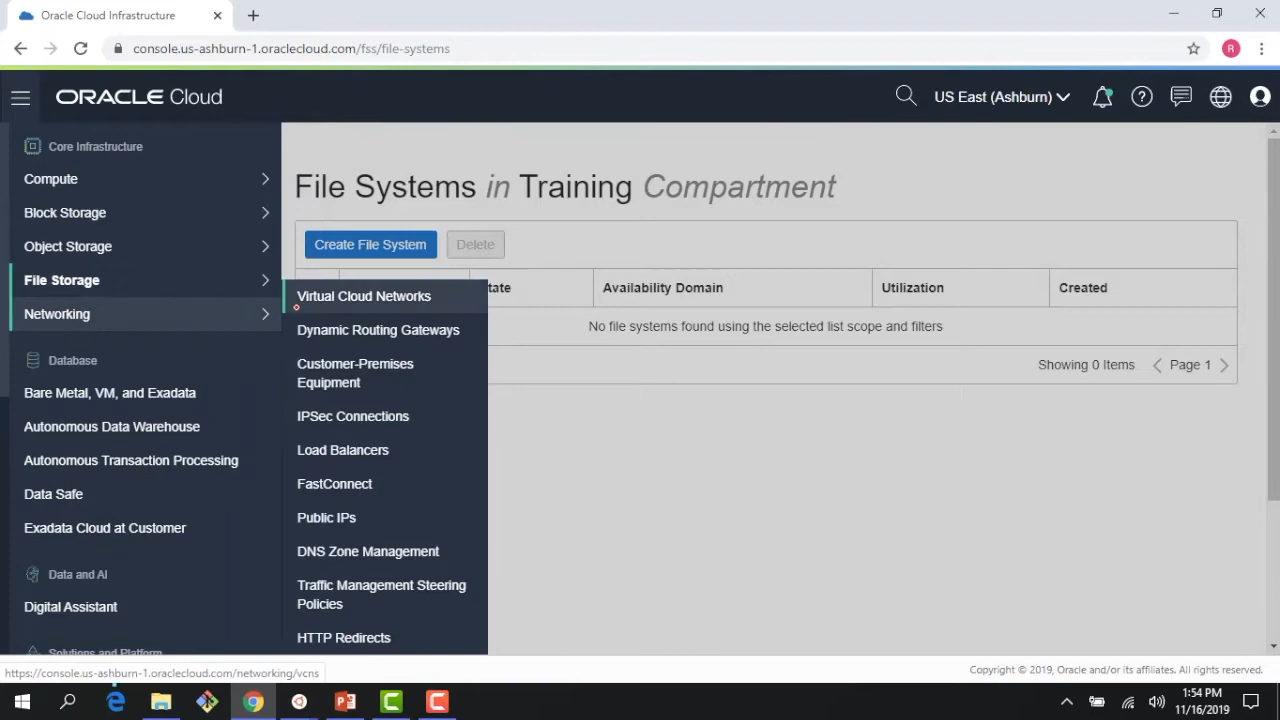 Oracle Cloud Infrastructure
console.us-ashburn-1.oraclecloud.com/fss/file-systems
R
ORACLE Cloud
US East (Ashburn)
Core Infrastructure
Compute
Block Storage
Object Storage
File Storage
Networking
Database
Bare Metal, VM, and Exadata
Autonomous Data Warehouse
Autonomous Transaction Processing
Data Safe
Exadata Cloud at Customer
Data and AI
Digital Assistant
Solutions and Platform
Virtual Cloud Networks
Dynamic Routing Gateways
Customer-Premises
Equipment
IPSec Connections
Load Balancers
FastConnect
Public IPs
DNS Zone Management
Traffic Management Steering
Policies
HTTP Redirects
File Systems in Training Compartment
Create File System Delete
tate Availability Domain Utilization Created
No file systems found using the selected list scope and filters
Showing 0 Items Page 1
https://console.us-ashburn-1.oraclecloud.com/networking/vcns
Copyright © 2019, Oracle and/or its affiliates. All rights reserved.
1:54 PM
11/16/2019